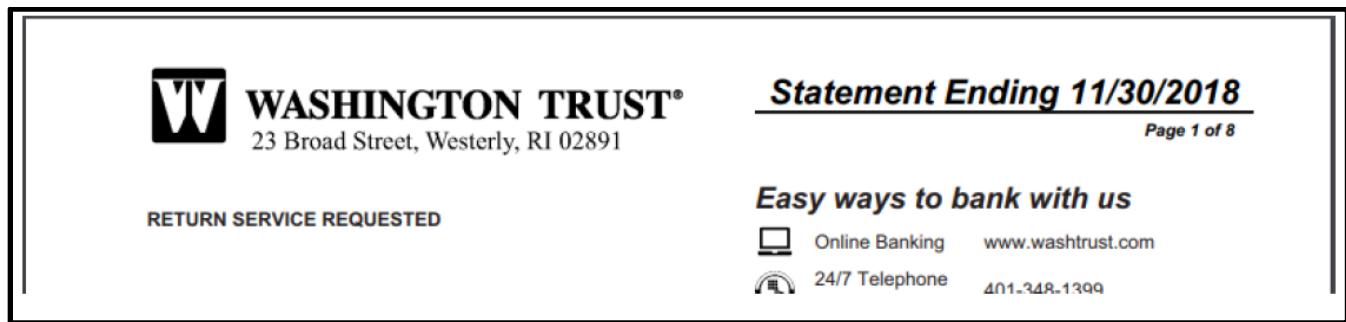 WASHINGTON TRUST®
23 Broad Street, Westerly, RI 02891
RETURN SERVICE REQUESTED
Statement Ending 11/30/2018
Page 1 of 8
Easy ways to bank with us
Online Banking www.washtrust.com
24/7 Telephone 401-348-1399